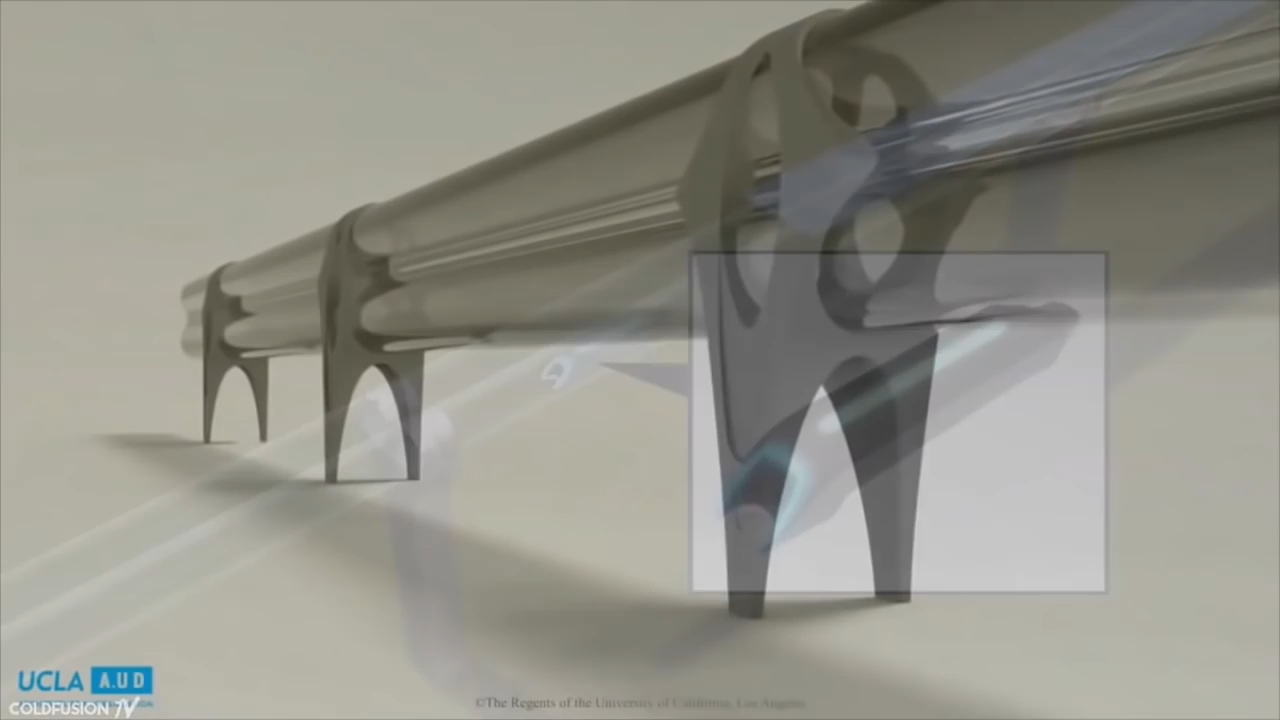 UCLA A.U.D
COLDFUSION TV
©The Regents of the University of California, Los Angeles